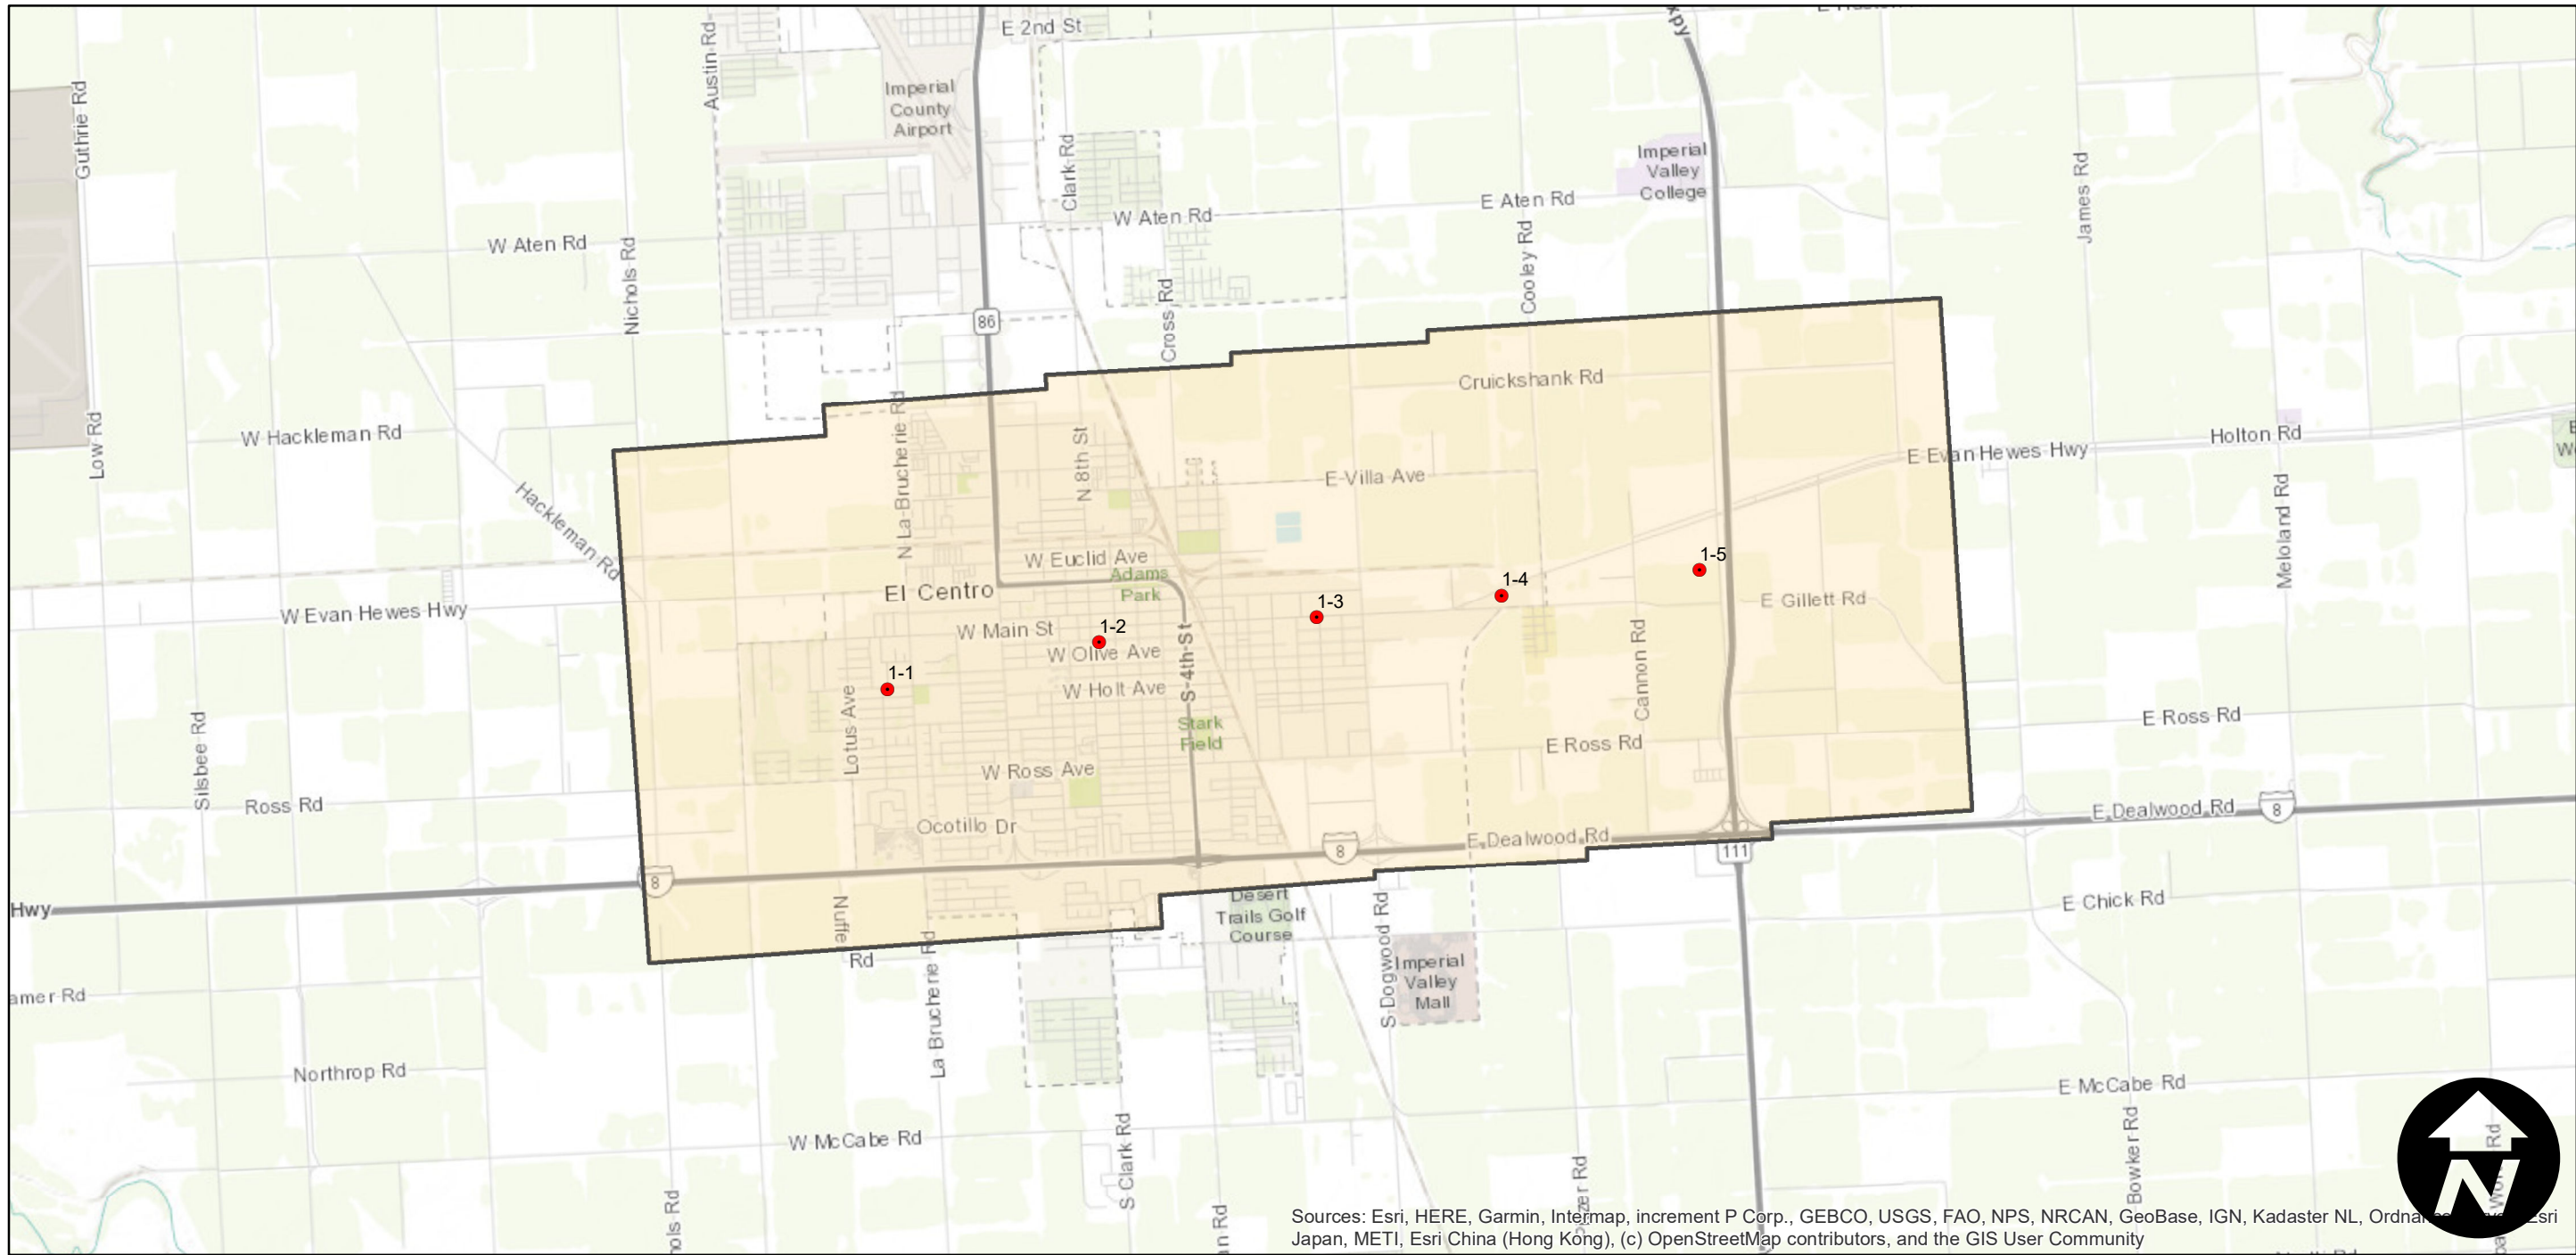 E 2nd St
Austin Rd
Guthrie Rd
Imperial
County
Airport
Clark Rd
Imperial
Valley
College
James Rd
E Aten Rd
W Aten Rd
W Aten Rd
Nichols Rd
Cooley Rd
Cross Rd
86
Cruickshank Rd
N La Brucherie Rd
Low Rd
W Hackleman Rd
Holton Rd
E Evan Hewes Hwy
N 8th St
E Villa Ave
Hackleman Rd
Meloland Rd
W Euclid Ave
Adams
Park
El Centro
1-5
1-4
1-3
E Gillett Rd
W Evan Hewes Hwy
W Main St
1-2
W Olive Ave
S 4th St
Cannon Rd
1-1
W Holt Ave
Lotus Ave
Stark
Field
E Ross Rd
E Ross Rd
Silsbee Rd
W Ross Ave
Ross Rd
Ocotillo Dr
E Dealwood Rd
E Dealwood Rd
8
8
8
111
Hwy
Desert
Trails Golf
Course
E Chick Rd
Rd
La Brucherie Rd
S Dogwood Rd
Imperial
Valley
Mall
amer Rd
Northrop Rd
E McCabe Rd
W McCabe Rd
S Clark Rd
Bowker Rd
N
Sources: Esri, HERE, Garmin, Intermap, increment P Corp., GEBCO, USGS, FAO, NPS, NRCAN, GeoBase, IGN, Kadaster NL, Esri
Japan, METI, Esri China (Hong Kong), (c) OpenStreetMap contributors, and the GIS User Community